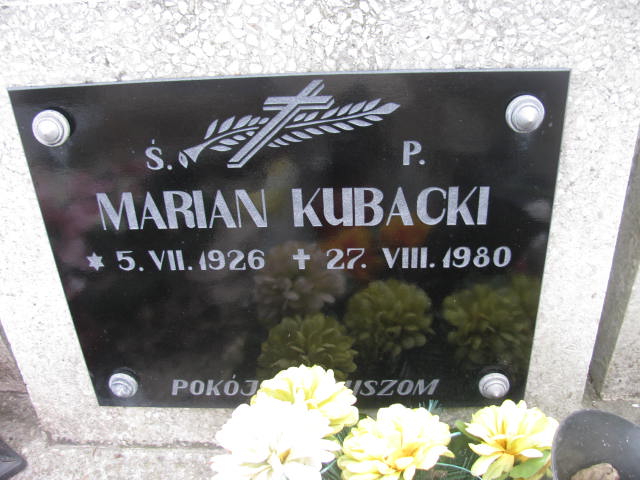 Ś. P.
MARIAN KUBACKI
* 5. VII. 1926 ✝ 27. VIII. 1980
POKÓJ